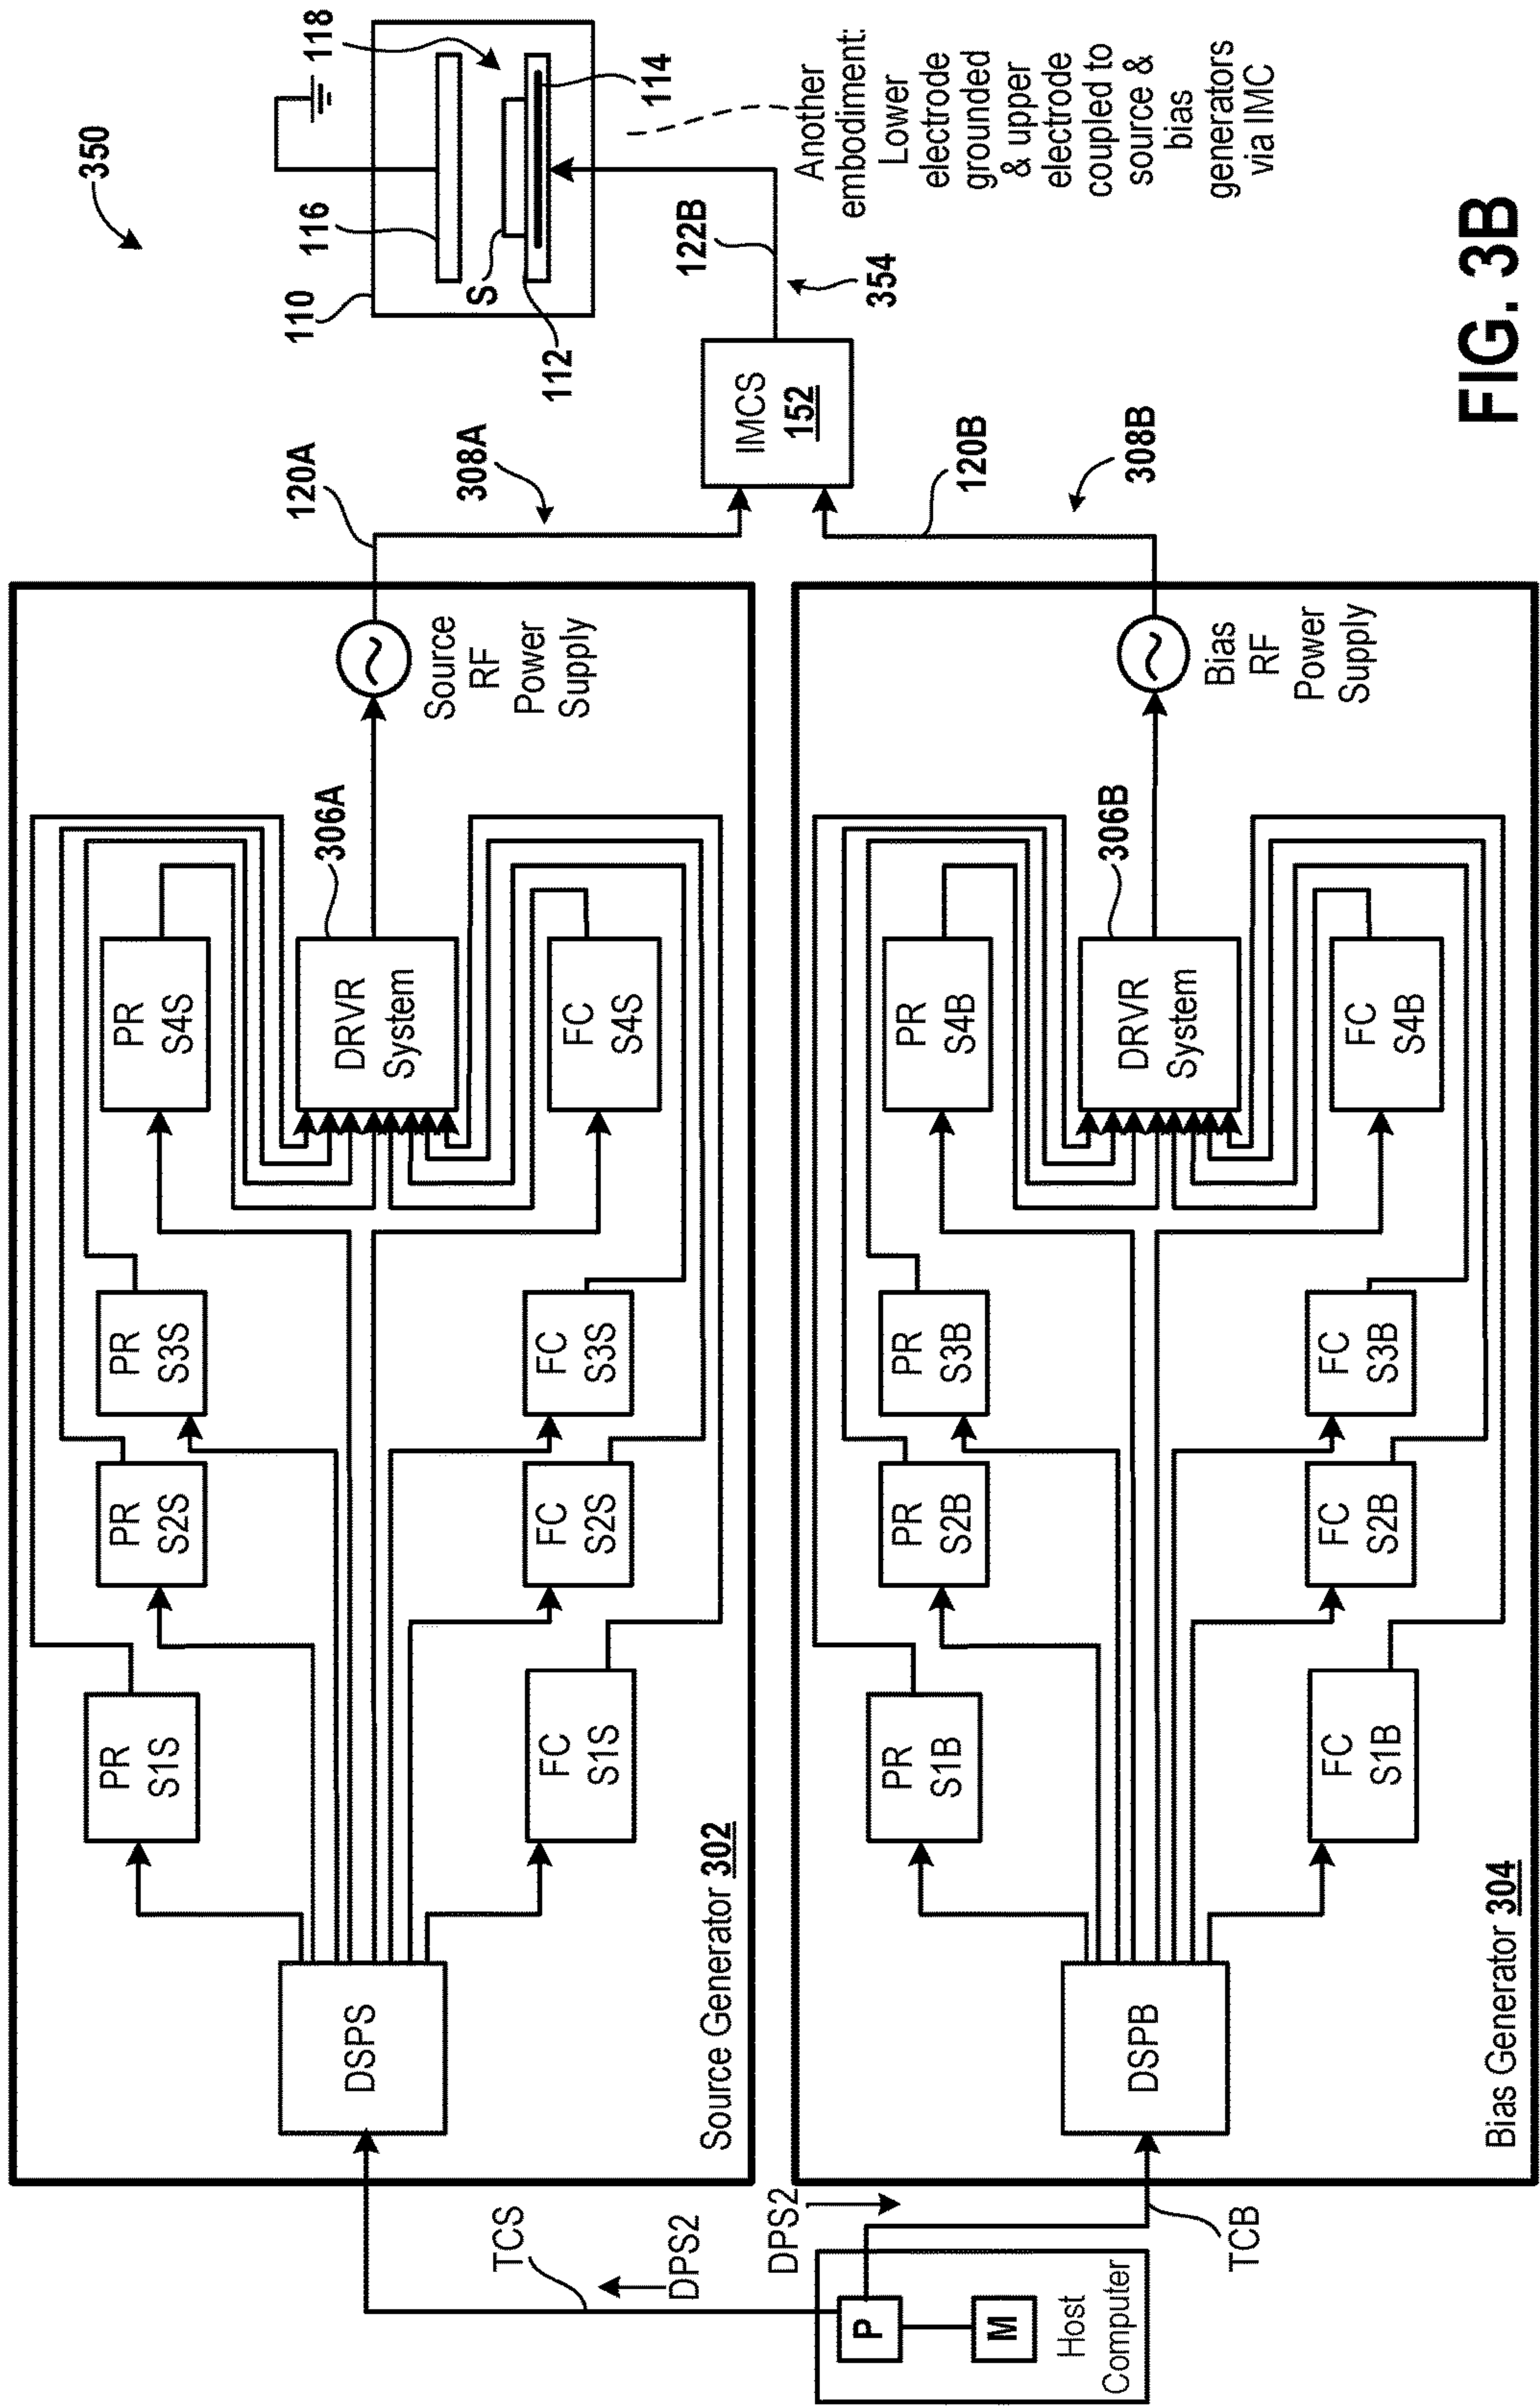 350
118
116
110
S
112
114
Another
embodiment:
Lower
electrode
grounded
& upper
electrode
coupled to
source &
bias
generators
via IMC
122B
354
IMCS
152
120A
308A
120B
308B
Source
RF
Power
Supply
306A
PR
S4S
DRVR
System
FC
S4S
PR
S3S
FC
S3S
PR
S2S
FC
S2S
PR
S1S
FC
S1S
DSPS
Source Generator 302
Bias
RF
Power
Supply
306B
PR
S4B
DRVR
System
FC
S4B
PR
S3B
FC
S3B
PR
S2B
FC
S2B
PR
S1B
FC
S1B
DSPB
Bias Generator 304
TCS
DPS2
DPS2
TCB
P
M
Host
Computer
FIG. 3B